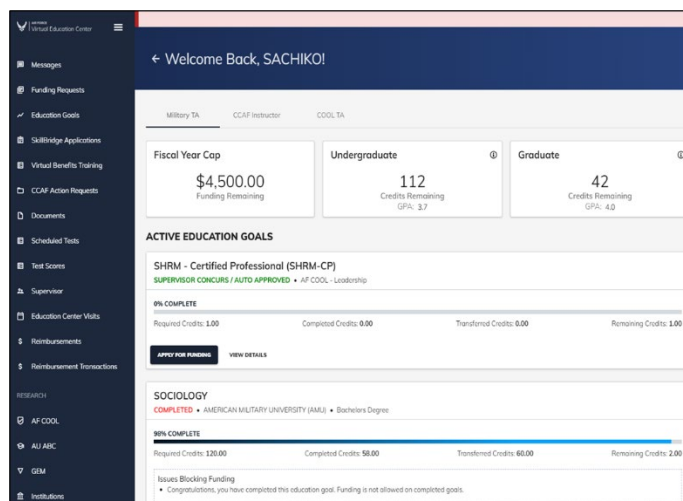 AIR FORCE
Virtual Education Center
Messages
Funding Requests
Education Goals
SkillBridge Applications
Virtual Benefits Training
CCAF Action Requests
Documents
Scheduled Tests
Test Scores
Supervisor
Education Center Visits
$ Reimbursements
$ Reimbursement Transactions
RESEARCH
AF COOL
AU ABC
GEM
Institutions
← Welcome Back, SACHIKO!
Military TA CCAF Instructor COOL TA
Fiscal Year Cap
$4,500.00
Funding Remaining
Undergraduate
112
Credits Remaining
GPA: 3.7
Graduate
42
Credits Remaining
GPA: 4.0
ACTIVE EDUCATION GOALS
SHRM - Certified Professional (SHRM-CP)
SUPERVISOR CONCURS / AUTO APPROVED • AF COOL - Leadership
0% COMPLETE
Required Credits: 1.00 Completed Credits: 0.00 Transferred Credits: 0.00 Remaining Credits: 1.00
APPLY FOR FUNDING VIEW DETAILS
SOCIOLOGY
COMPLETED • AMERICAN MILITARY UNIVERSITY (AMU) • Bachelors Degree
98% COMPLETE
Required Credits: 120.00 Completed Credits: 58.00 Transferred Credits: 60.00 Remaining Credits: 2.00
Issues Blocking Funding
• Congratulations, you have completed this education goal. Funding is not allowed on completed goals.